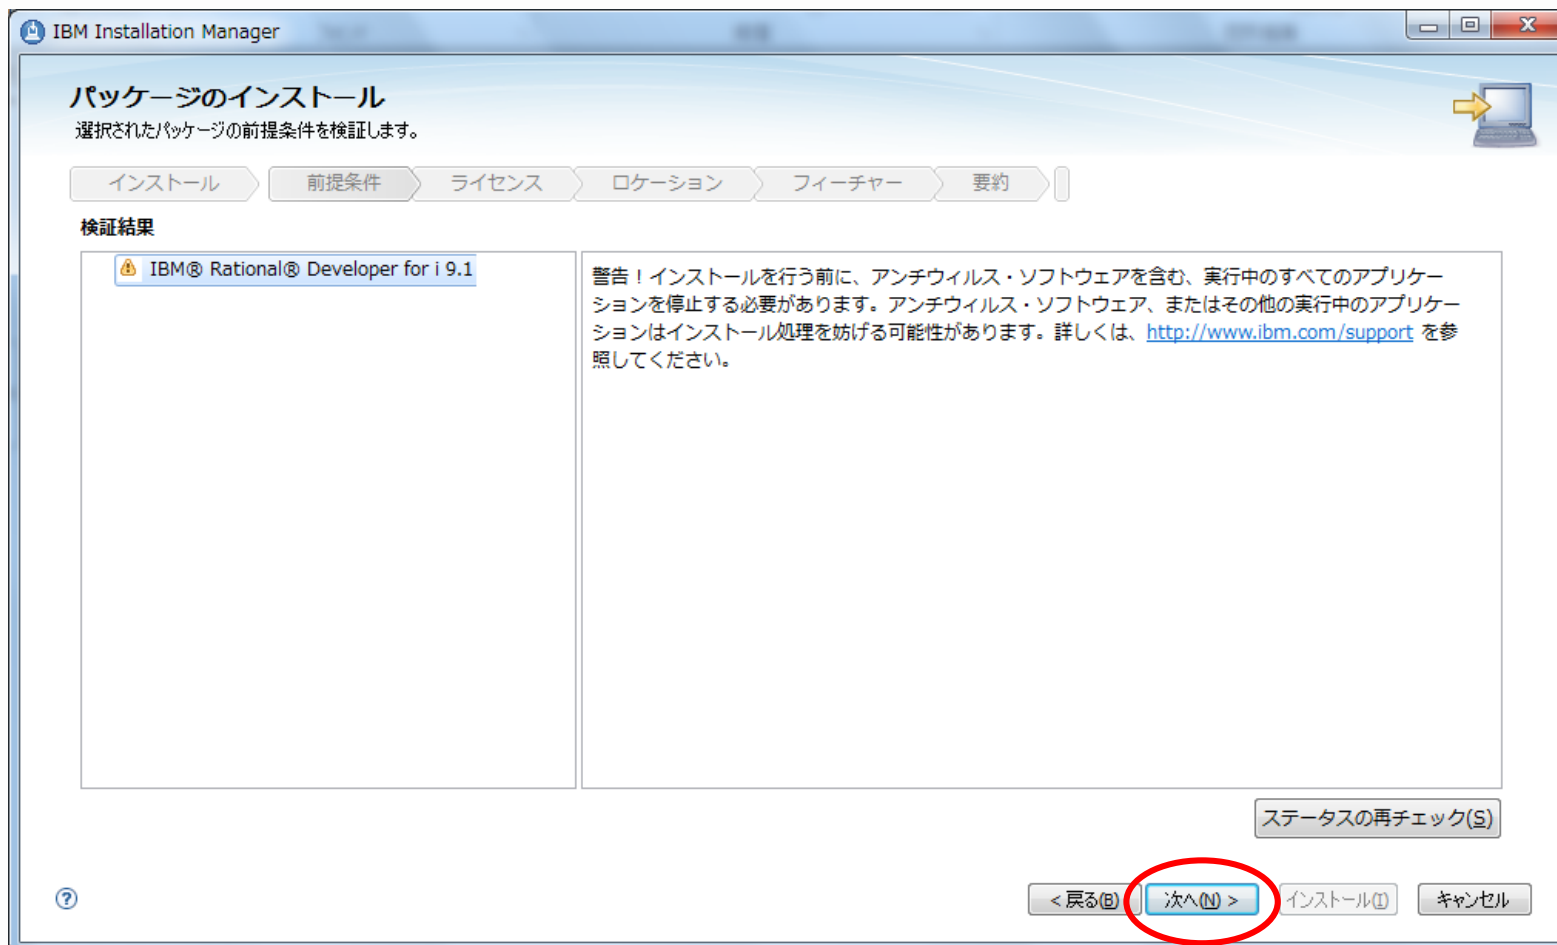 IBM Installation Manager
パッケージのインストール
選択されたパッケージの前提条件を検証します。
インストール
前提条件
ライセンス
ロケーション
フィーチャー
要約
検証結果
IBM® Rational® Developer for i 9.1
警告！インストールを行う前に、アンチウィルス・ソフトウェアを含む、実行中のすべてのアプリケー
ションを停止する必要があります。アンチウィルス・ソフトウェア、またはその他の実行中のアプリケー
ションはインストール処理を妨げる可能性があります。詳しくは、http://www.ibm.com/support を参
照してください。
ステータスの再チェック(S)
?
< 戻る(B)
次へ(N) >
インストール(I)
キャンセル